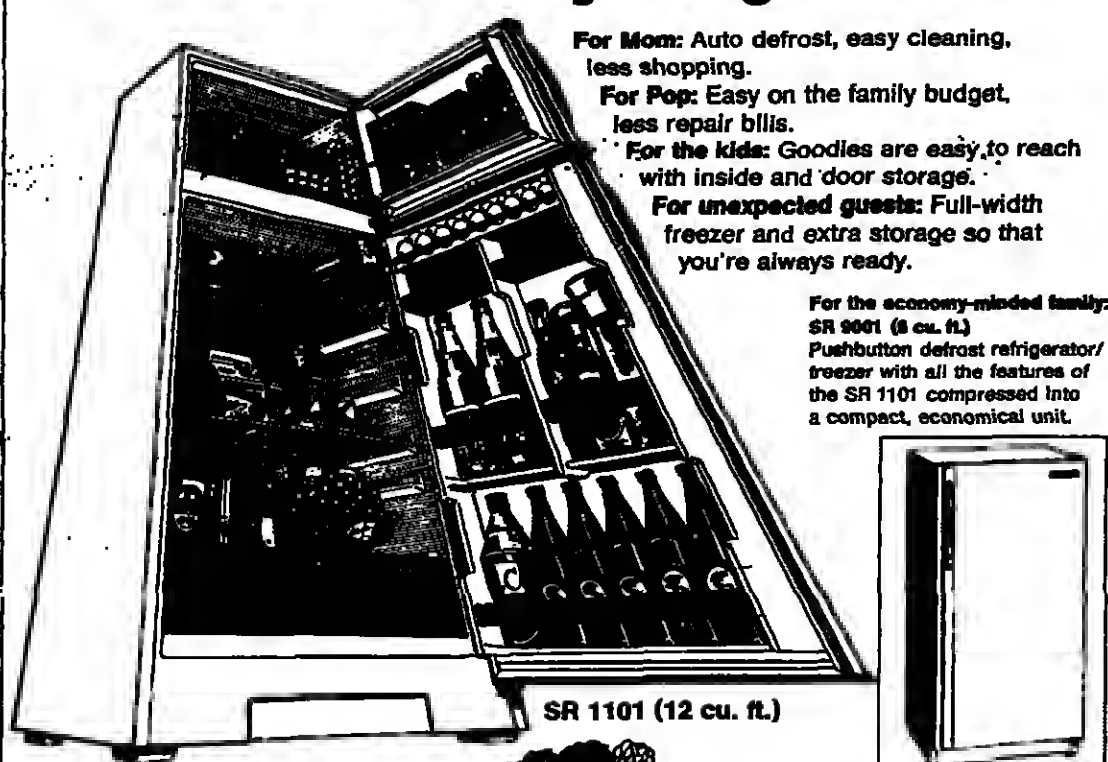 For Mom: Auto defrost, easy cleaning,
less shopping.
For Pop: Easy on the family budget,
less repair bills.
For the kids: Goodies are easy to reach
with inside and door storage.
For unexpected guests: Full-width
freezer and extra storage so that
you're always ready.
For the economy-minded family:
SR 9001 (8 cu. ft.)
Pushbutton defrost refrigerator/
freezer with all the features of
the SR 1101 compressed into
a compact, economical unit.
SR 1101 (12 cu. ft.)